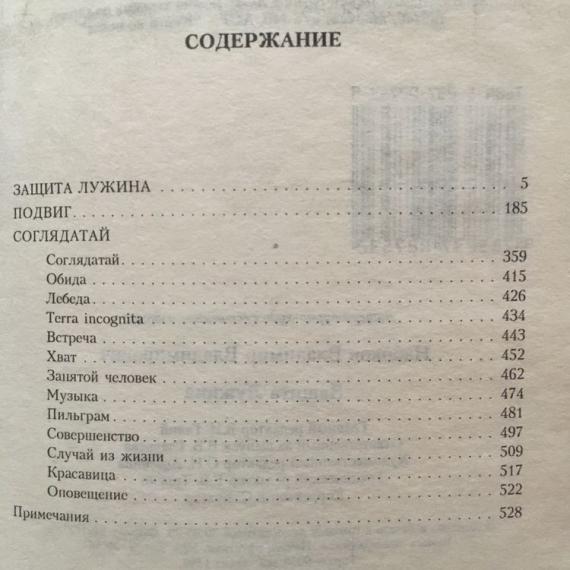 СОДЕРЖАНИЕ
ЗАЩИТА ЛУЖИНА 5
ПОДВИГ 185
СОГЛЯДАТАЙ
Соглядатай 359
Обида 415
Лебеда 426
Terra incognita 434
Встреча 443
Хват 452
Занятой человек 462
Музыка 474
Пильграм 481
Совершенство 497
Случай из жизни 509
Красавица 517
Оповещение 522
Примечания 528